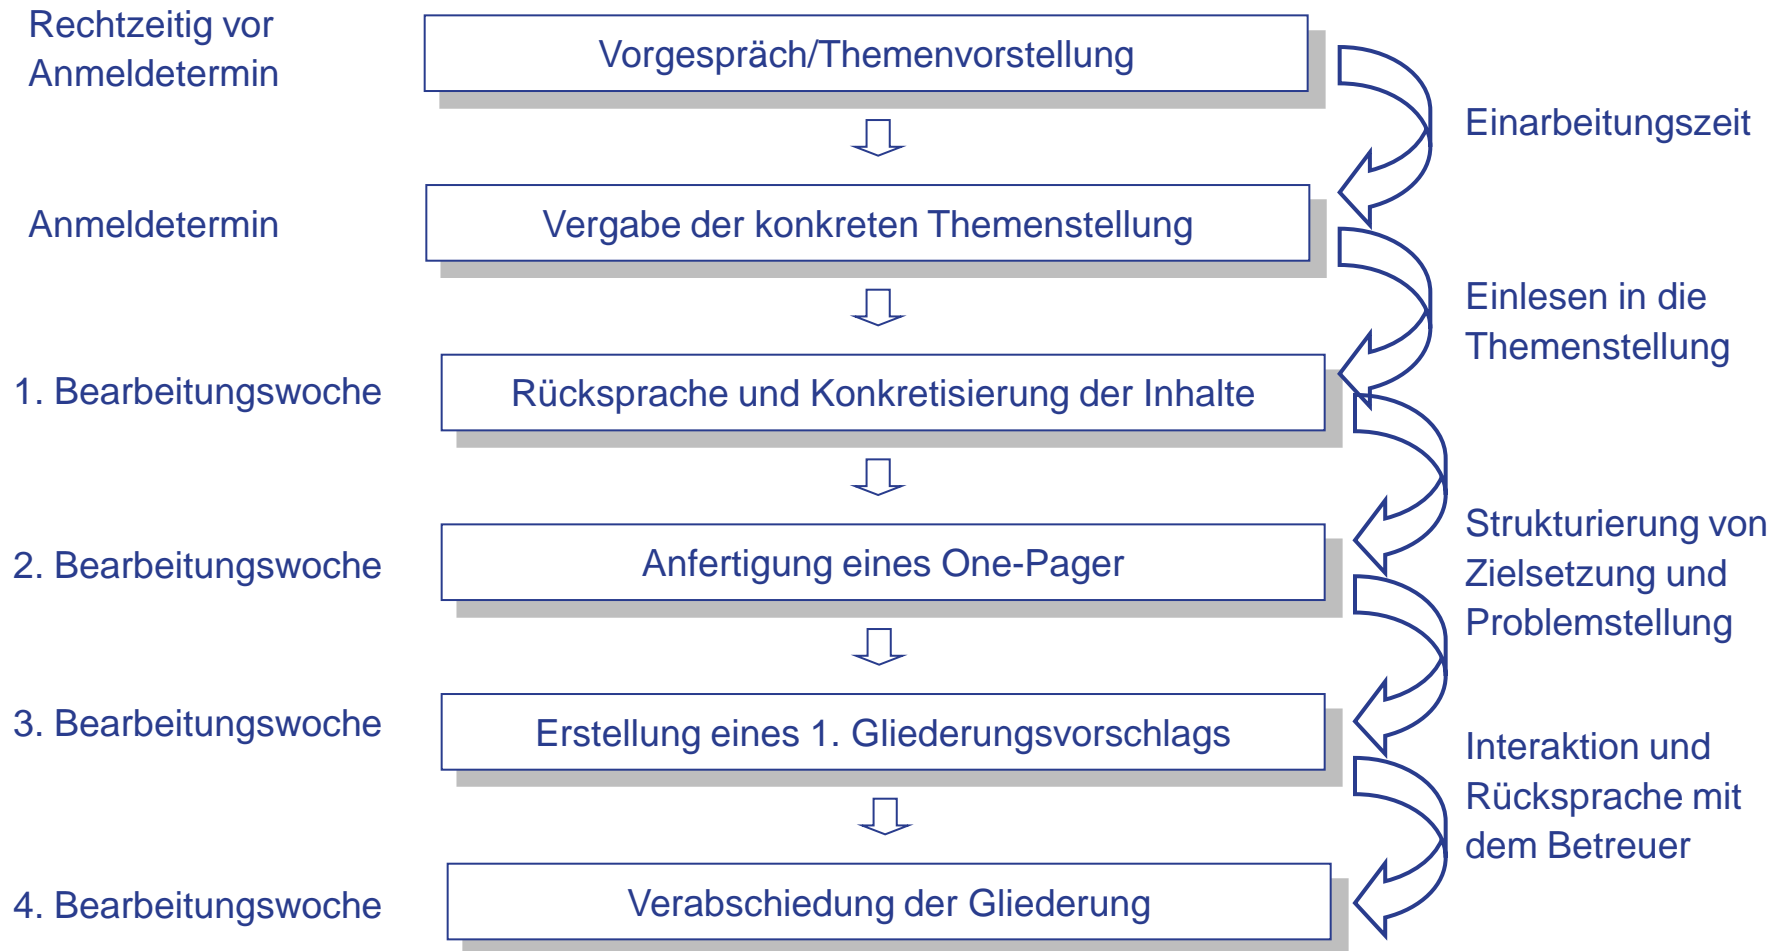 Rechtzeitig vor
Anmeldetermin
Vorgespräch/Themenvorstellung
Einarbeitungszeit
Anmeldetermin
Vergabe der konkreten Themenstellung
Einlesen in die
Themenstellung
1. Bearbeitungswoche
Rücksprache und Konkretisierung der Inhalte
Strukturierung von
Zielsetzung und
Problemstellung
2. Bearbeitungswoche
Anfertigung eines One-Pager
3. Bearbeitungswoche
Erstellung eines 1. Gliederungsvorschlags
Interaktion und
Rücksprache mit
dem Betreuer
4. Bearbeitungswoche
Verabschiedung der Gliederung